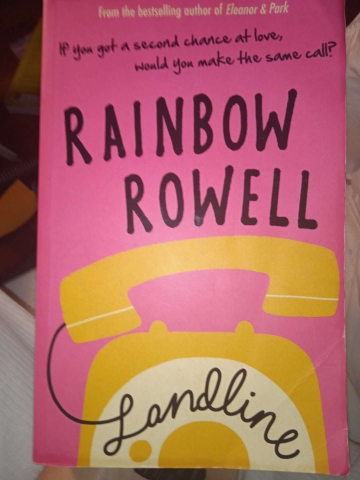 From the bestselling author of Eleanor & Park
If you got a second chance at love,
would you make the same call?
RAINBOW
ROWELL
Landline